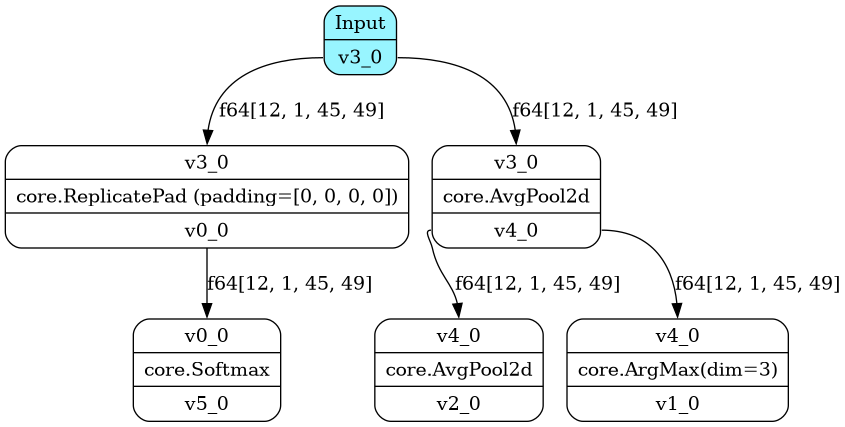 Input
v3_0
f64[12, 1, 45, 49]
f64[12, 1, 45, 49]
v3_0
core.ReplicatePad (padding=[0, 0, 0, 0])
v0_0
v3_0
core.AvgPool2d
v4_0
f64[12, 1, 45, 49]
f64[12, 1, 45, 49]
f64[12, 1, 45, 49]
v0_0
core.Softmax
v5_0
v4_0
core.AvgPool2d
v2_0
v4_0
core.ArgMax(dim=3)
v1_0